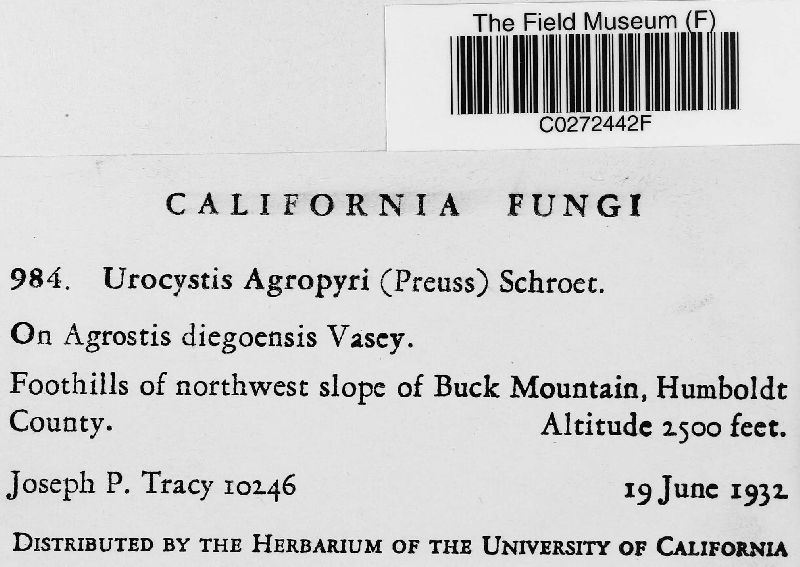 The Field Museum (F)
C0272442F
CALIFORNIA FUNGI
984. Urocystis Agropyri (Preuss) Schroet.
On Agrostis diegoensis Vasey.
Foothills of northwest slope of Buck Mountain, Humboldt
County. Altitude 2500 feet.
Joseph P. Tracy 10246 19 June 1932
DISTRIBUTED BY THE HERBARIUM OF THE UNIVERSITY OF CALIFORNIA